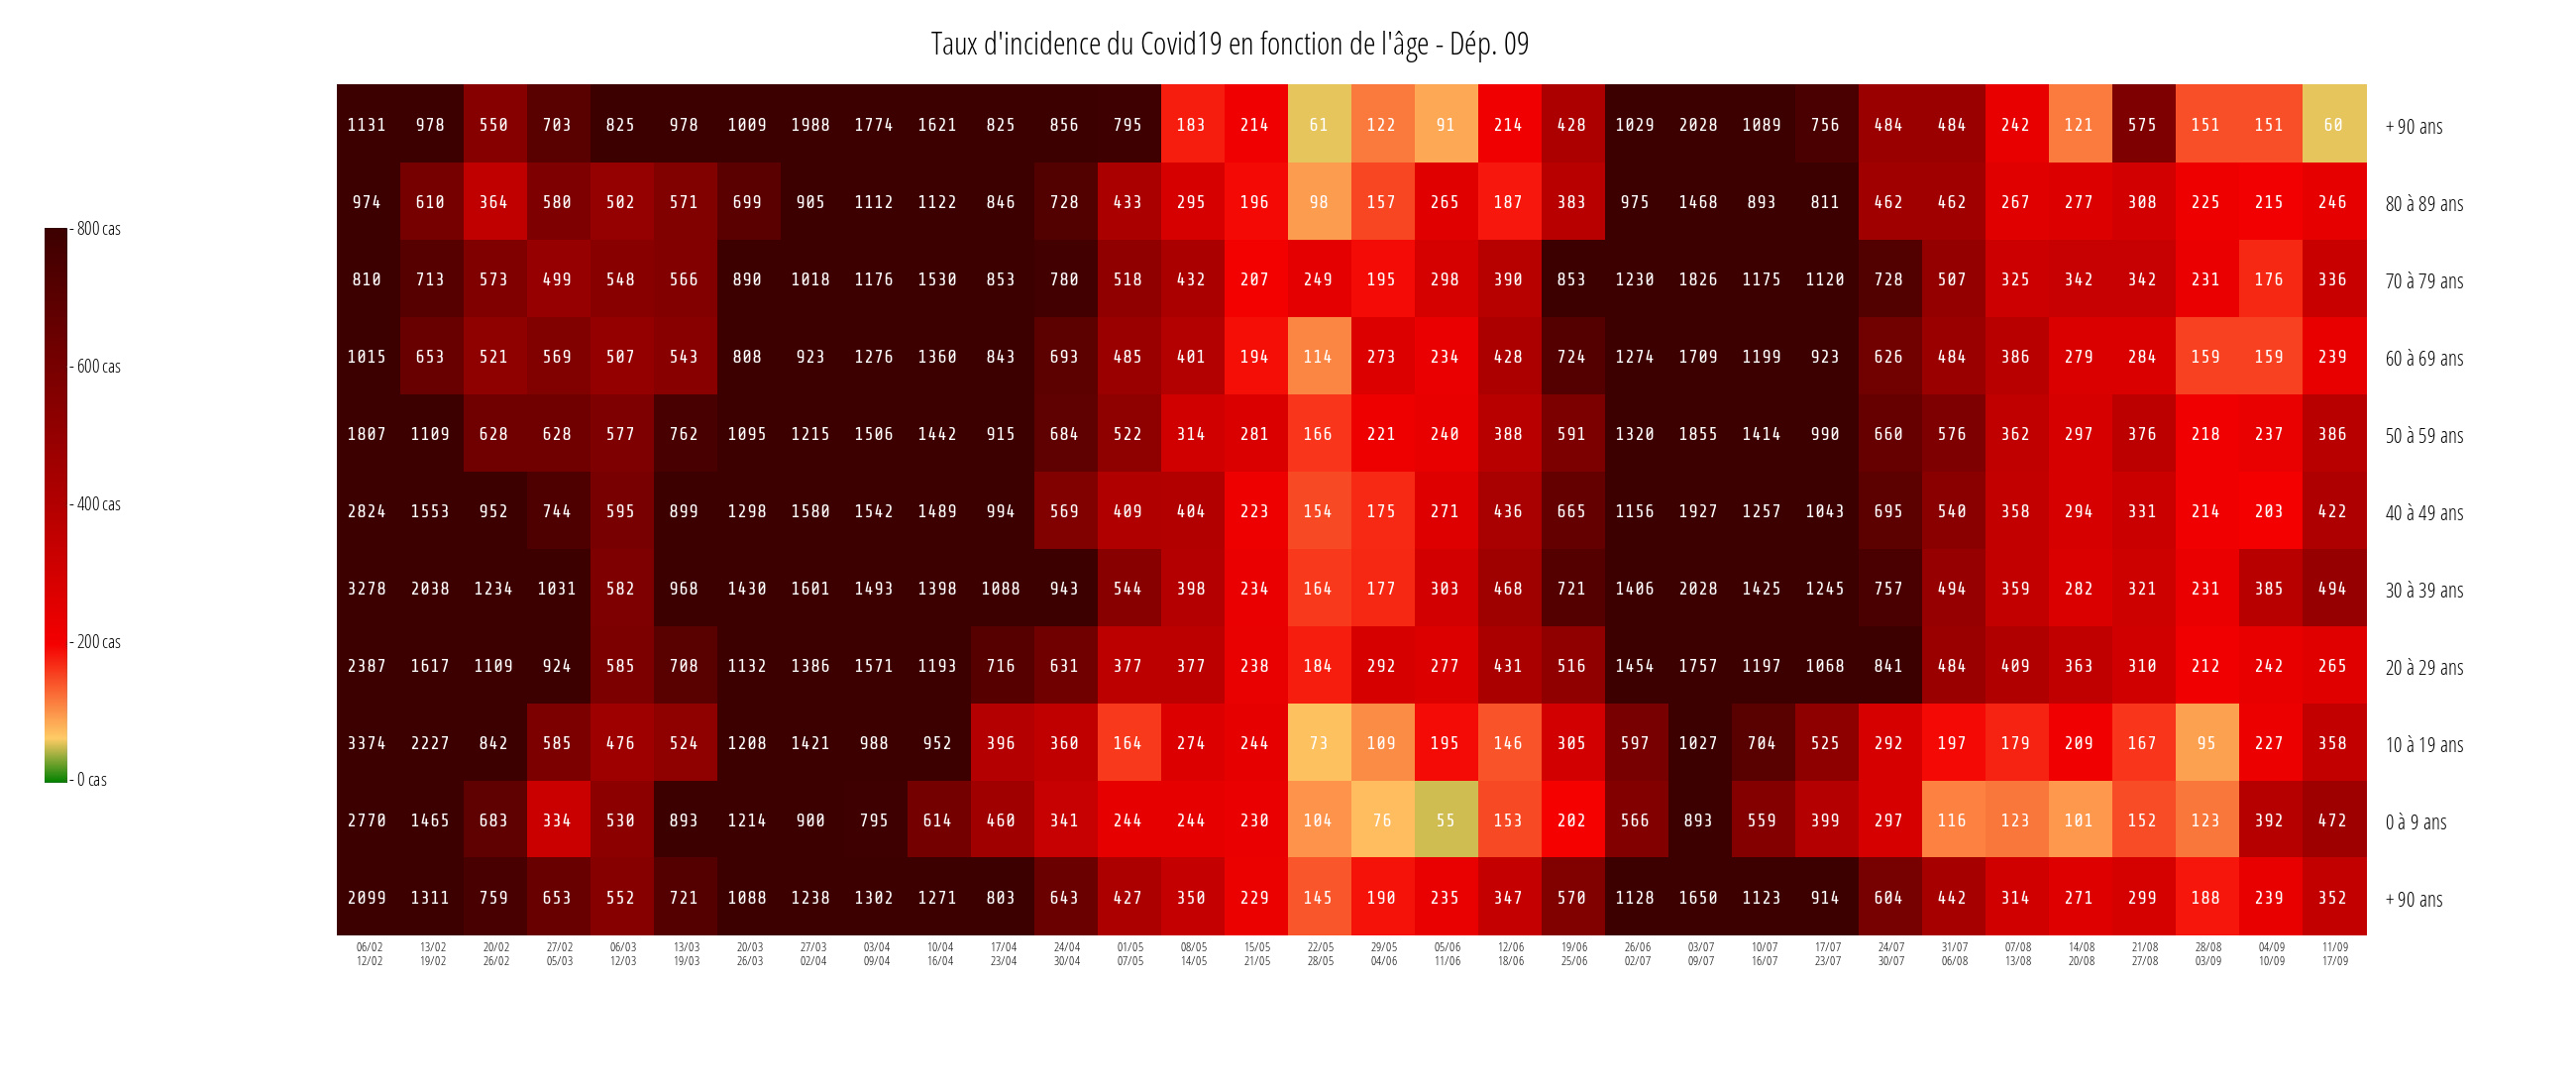 Taux d'incidence du Covid19 en fonction de l'âge - Dép. 09
1131 978 550 703 825 978 1009 1988 1774 1621 825 856 795 183 214 61 122 91 214 428 1029 2028 1089 756 484 484 242 121 575 151 151 60 + 90 ans
974 610 364 580 502 571 699 905 1112 1122 846 728 433 295 196 98 157 265 187 383 975 1468 893 811 462 462 267 277 308 225 215 246 80 à 89 ans
- 800 cas
810 713 573 499 548 566 890 1018 1176 1530 853 780 518 432 207 249 195 298 390 853 1230 1826 1175 1120 728 507 325 342 342 231 176 336 70 à 79 ans
1015 653 521 569 507 543 808 923 1276 1360 843 693 485 401 194 114 273 234 428 724 1274 1709 1199 923 626 484 386 279 284 159 159 239 60 à 69 ans
- 600 cas
1807 1109 628 628 577 762 1095 1215 1506 1442 915 684 522 314 281 166 221 240 388 591 1320 1855 1414 990 660 576 362 297 376 218 237 386 50 à 59 ans
- 400 cas
2824 1553 952 744 595 899 1298 1580 1542 1489 994 569 409 404 223 154 175 271 436 665 1156 1927 1257 1043 695 540 358 294 331 214 203 422 40 à 49 ans
3278 2038 1234 1031 582 968 1430 1601 1493 1398 1088 943 544 398 234 164 177 303 468 721 1406 2028 1425 1245 757 494 359 282 321 231 385 494 30 à 39 ans
- 200 cas
2387 1617 1109 924 585 708 1132 1386 1571 1193 716 631 377 377 238 184 292 277 431 516 1454 1757 1197 1068 841 484 409 363 310 212 242 265 20 à 29 ans
3374 2227 842 585 476 524 1208 1421 988 952 396 360 164 274 244 73 109 195 146 305 597 1027 704 525 292 197 179 209 167 95 227 358 10 à 19 ans
- 0 cas
2770 1465 683 334 530 893 1214 900 795 614 460 341 244 244 230 104 76 55 153 202 566 893 559 399 297 116 123 101 152 123 392 472 0 à 9 ans
2099 1311 759 653 552 721 1088 1238 1302 1271 803 643 427 350 229 145 190 235 347 570 1128 1650 1123 914 604 442 314 271 299 188 239 352 + 90 ans
06/02 13/02 20/02 27/02 06/03 13/03 20/03 27/03 03/04 10/04 17/04 24/04 01/05 08/05 15/05 22/05 29/05 05/06 12/06 19/06 26/06 03/07 10/07 17/07 24/07 31/07 07/08 14/08 21/08 28/08 04/09 11/09
12/02 19/02 26/02 05/03 12/03 19/03 26/03 02/04 09/04 16/04 23/04 30/04 07/05 14/05 21/05 28/05 04/06 11/06 18/06 25/06 02/07 09/07 16/07 23/07 30/07 06/08 13/08 20/08 27/08 03/09 10/09 17/09